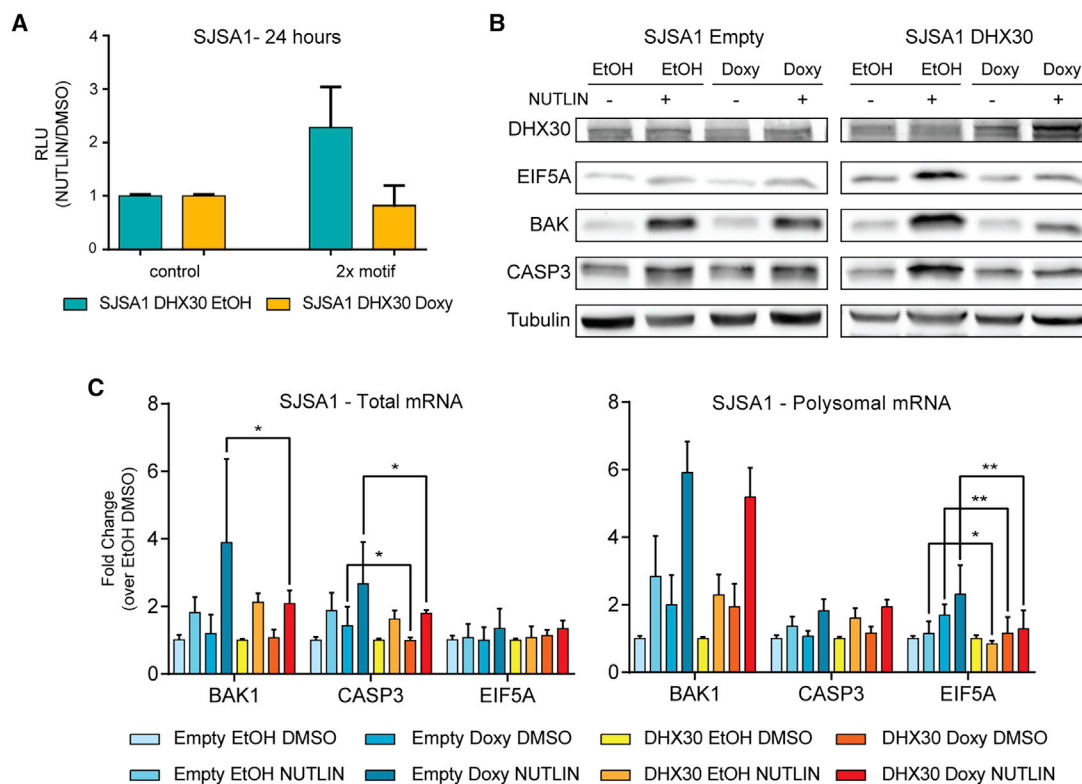 A
SJSA1- 24 hours
RLU
(NUTLIN/DMSO)
4
3
2
1
0
control
2x motif
SJSA1 DHX30 EtOH
SJSA1 DHX30 Doxy
B
SJSA1 Empty
SJSA1 DHX30
EtOH EtOH Doxy Doxy
EtOH EtOH Doxy Doxy
NUTLIN - + - +
- + - +
DHX30
EIF5A
BAK
CASP3
Tubulin
C
SJSA1 - Total mRNA
Fold Change
(over EtOH DMSO)
8
6
4
2
0
*
*
*
BAK1
CASP3
EIF5A
SJSA1 - Polysomal mRNA
8
6
4
2
0
**
**
*
BAK1
CASP3
EIF5A
Empty EtOH DMSO
Empty Doxy DMSO
DHX30 EtOH DMSO
DHX30 Doxy DMSO
Empty EtOH NUTLIN
Empty Doxy NUTLIN
DHX30 EtOH NUTLIN
DHX30 Doxy NUTLIN